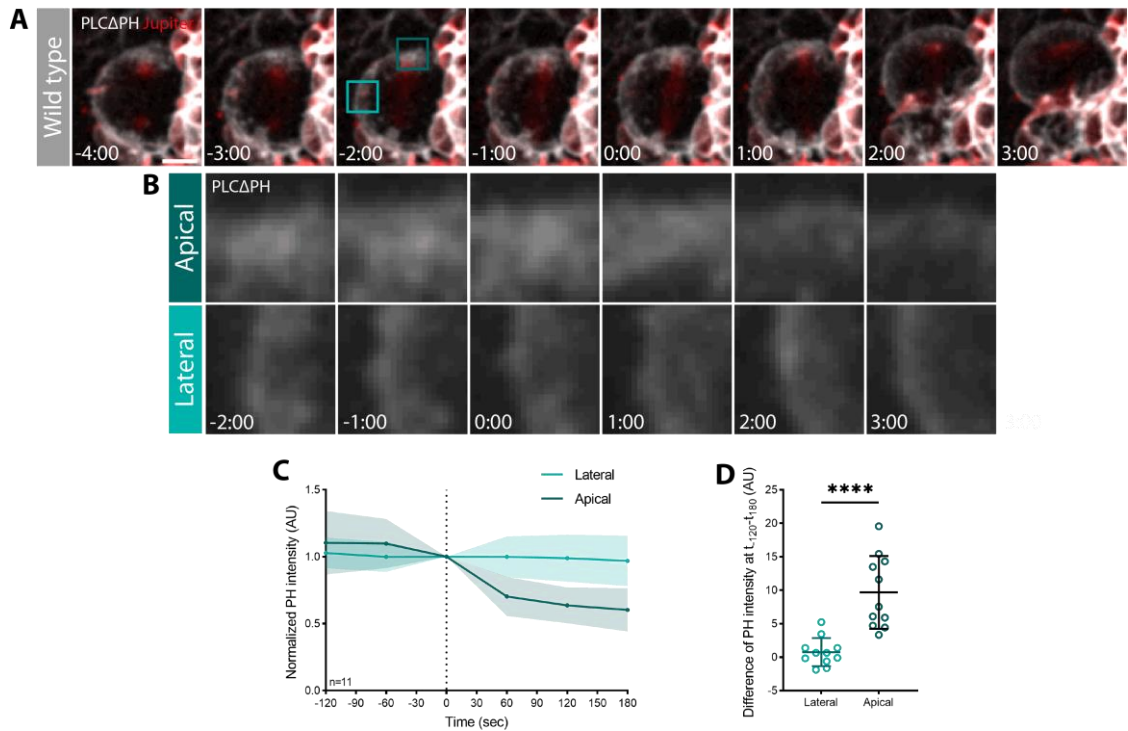 A
Wild type
PLCΔPH Jupiter
-4:00
-3:00
-2:00
-1:00
0:00
1:00
2:00
3:00
B
Apical
PLCΔPH
Lateral
-2:00
-1:00
0:00
1:00
2:00
3:00
C
Lateral
Apical
Normalized PH intensity (AU)
1.5
1.0
0.5
0.0
n=11
-120 -90 -60 -30 0 30 60 90 120 150 180
Time (sec)
D
****
Difference of PH intensity at t-120-t180 (AU)
25
20
15
10
5
0
-5
Lateral Apical